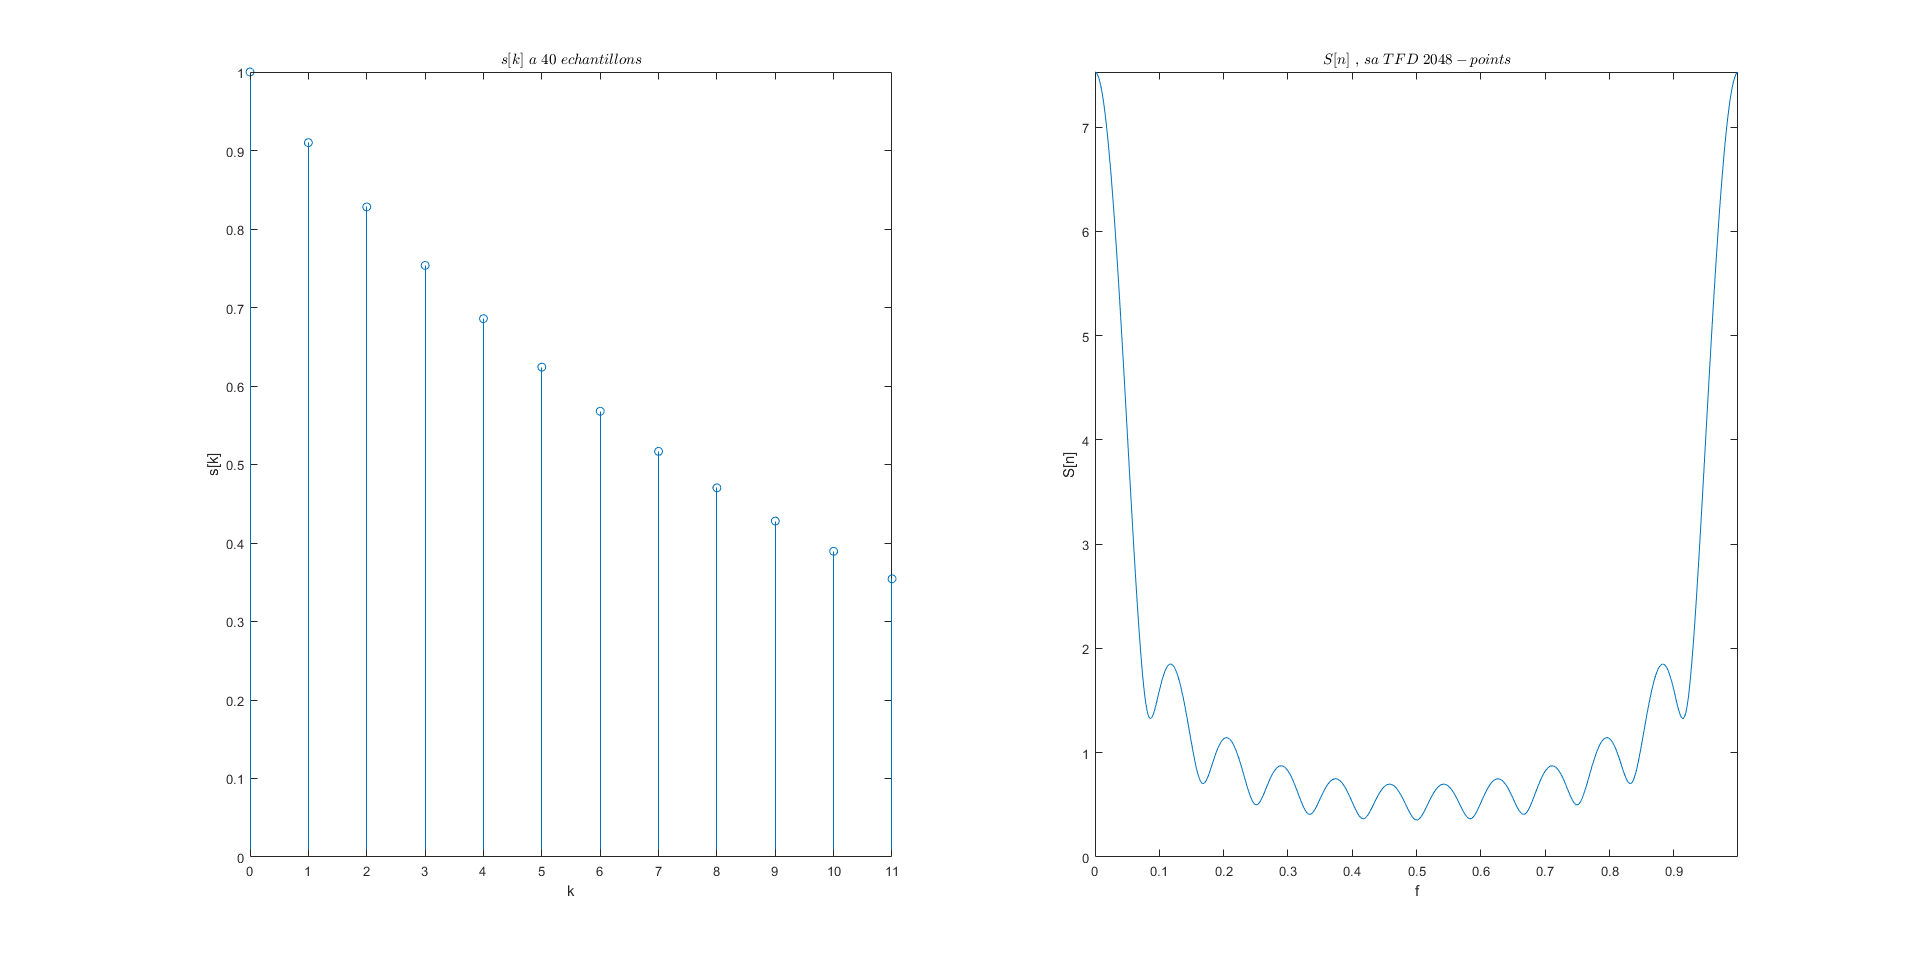 s[k] a 40 echantillons
1
0.9
0.8
0.7
0.6
0.5
0.4
0.3
0.2
0.1
0
s[k]
0 1 2 3 4 5 6 7 8 9 10 11
k
S[n] , sa TFD 2048 − points
7
6
5
4
3
2
1
0
S[n]
0 0.1 0.2 0.3 0.4 0.5 0.6 0.7 0.8 0.9
f